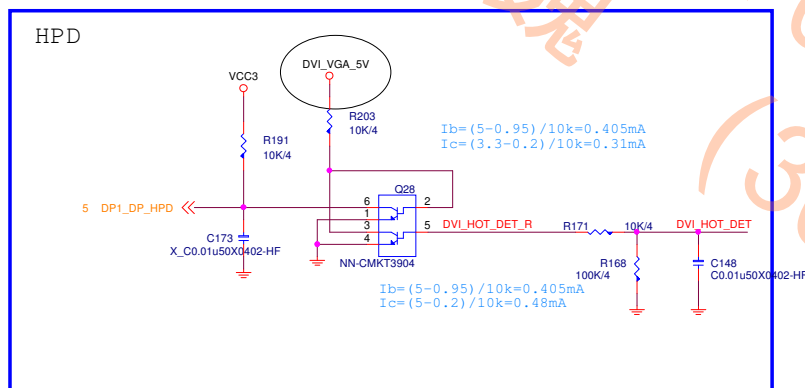 HPD
DVI_VGA_5V
VCC3
R203
10K/4
R191
10K/4
Ib=(5-0.95)/10k=0.405mA
Ic=(3.3-0.2)/10k=0.31mA
Q28
5 DP1_DP_HPD
6
2
1
3
5
4
DVI_HOT_DET_R
R171
10K/4
DVI_HOT_DET
C173
X_C0.01u50X0402-HF
NN-CMKT3904
R168
100K/4
C148
C0.01u50X0402-HF
Ib=(5-0.95)/10k=0.405mA
Ic=(5-0.2)/10k=0.48mA